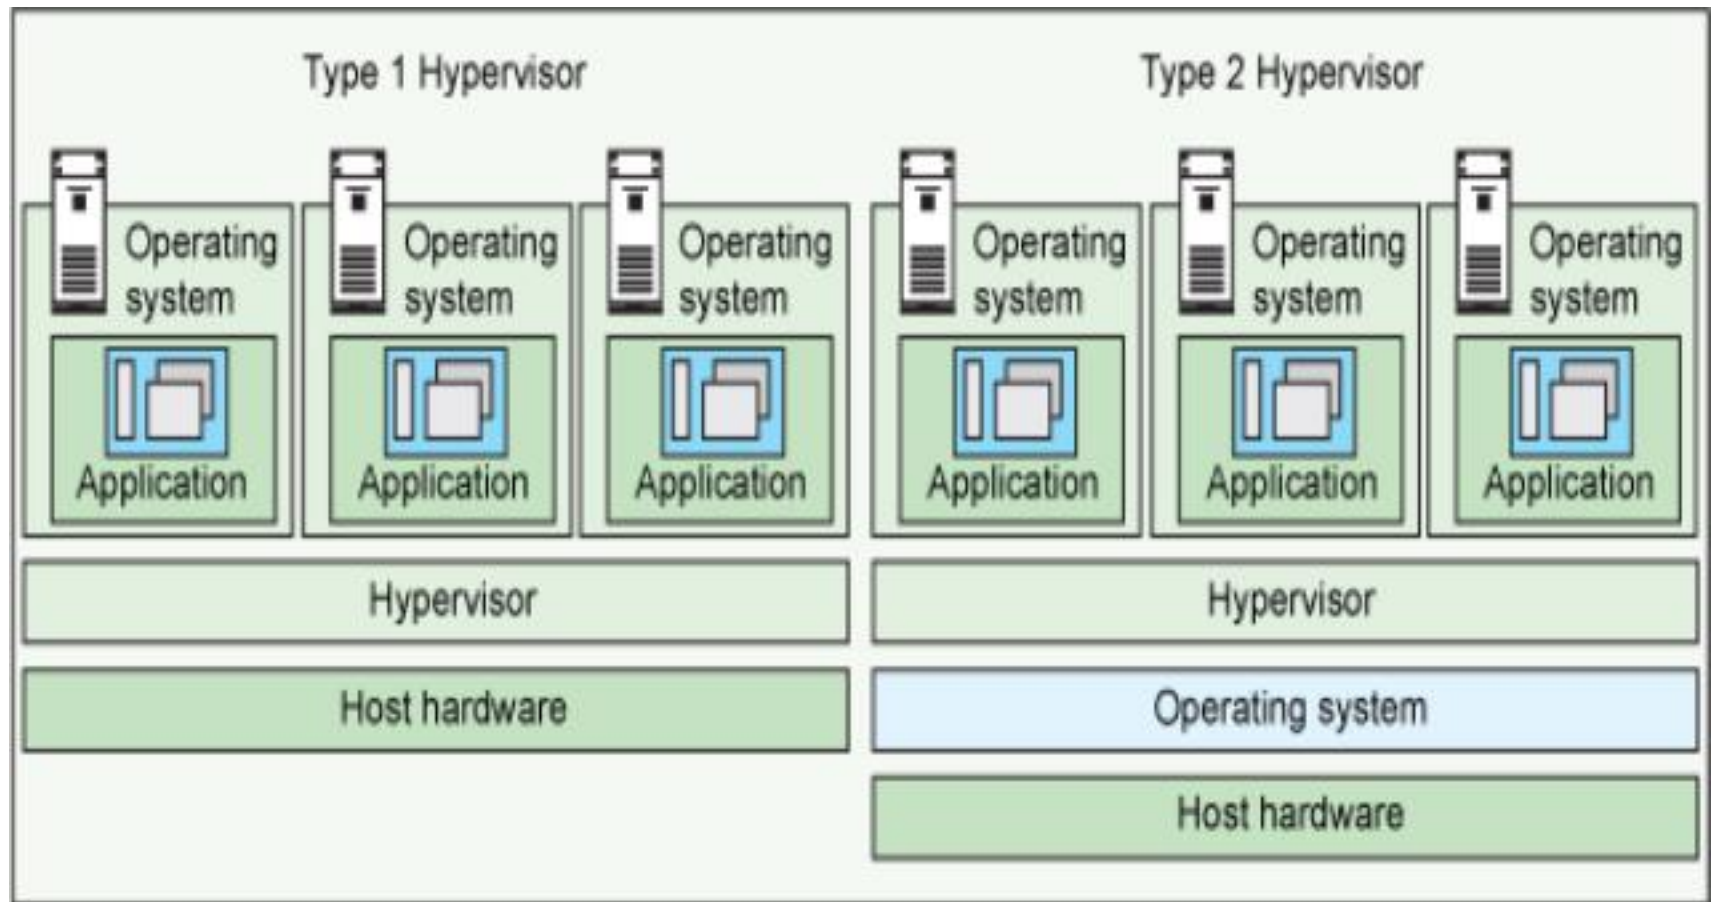 Type 1 Hypervisor
Operating
system
Application
Operating
system
Application
Operating
system
Application
Hypervisor
Host hardware
Type 2 Hypervisor
Operating
system
Application
Operating
system
Application
Operating
system
Application
Hypervisor
Operating system
Host hardware